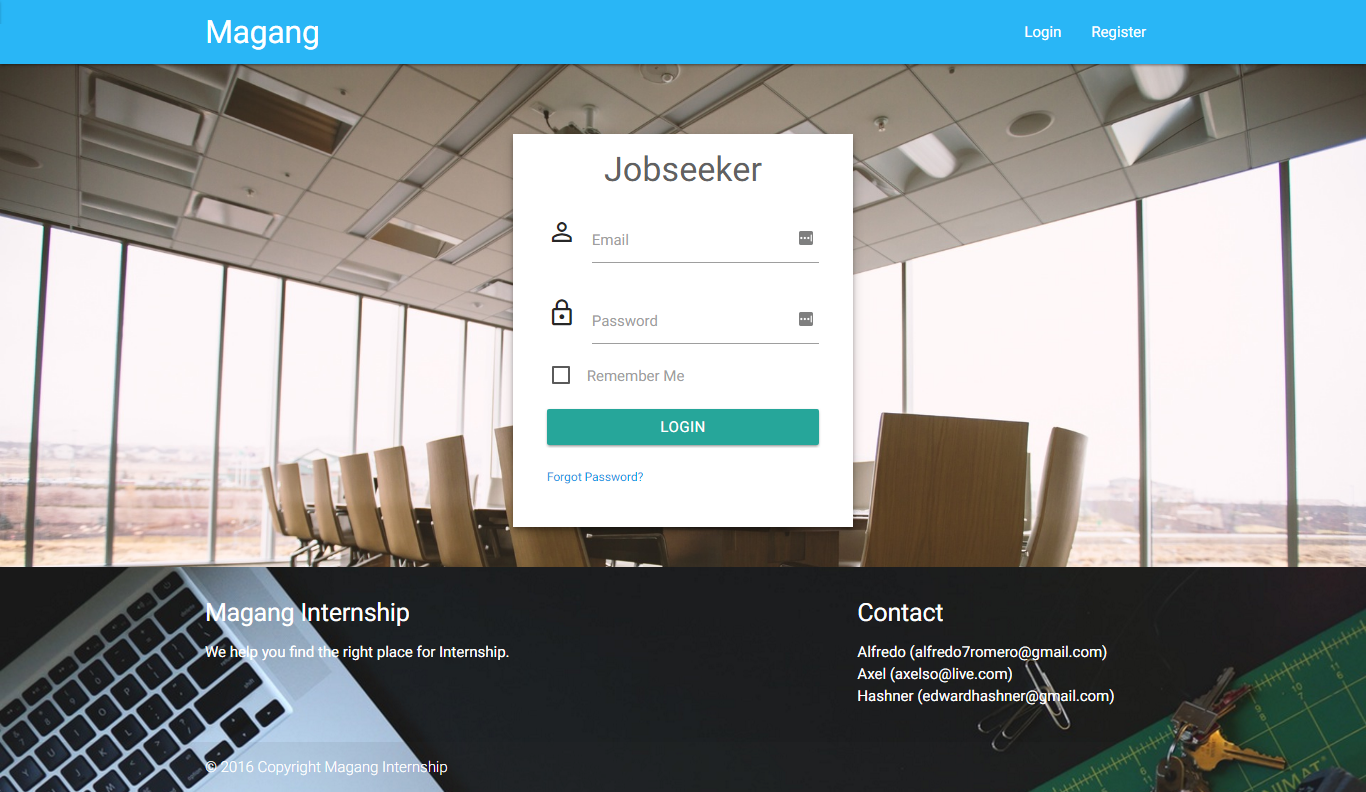 Magang
Login
Register
Jobseeker
Email
Password
Remember Me
LOGIN
Forgot Password?
Magang Internship
We help you find the right place for Internship.
Contact
Alfredo (alfredo7romero@gmail.com)
Axel (axelso@live.com)
Hashner (edwardhashner@gmail.com)
© 2016 Copyright Magang Internship